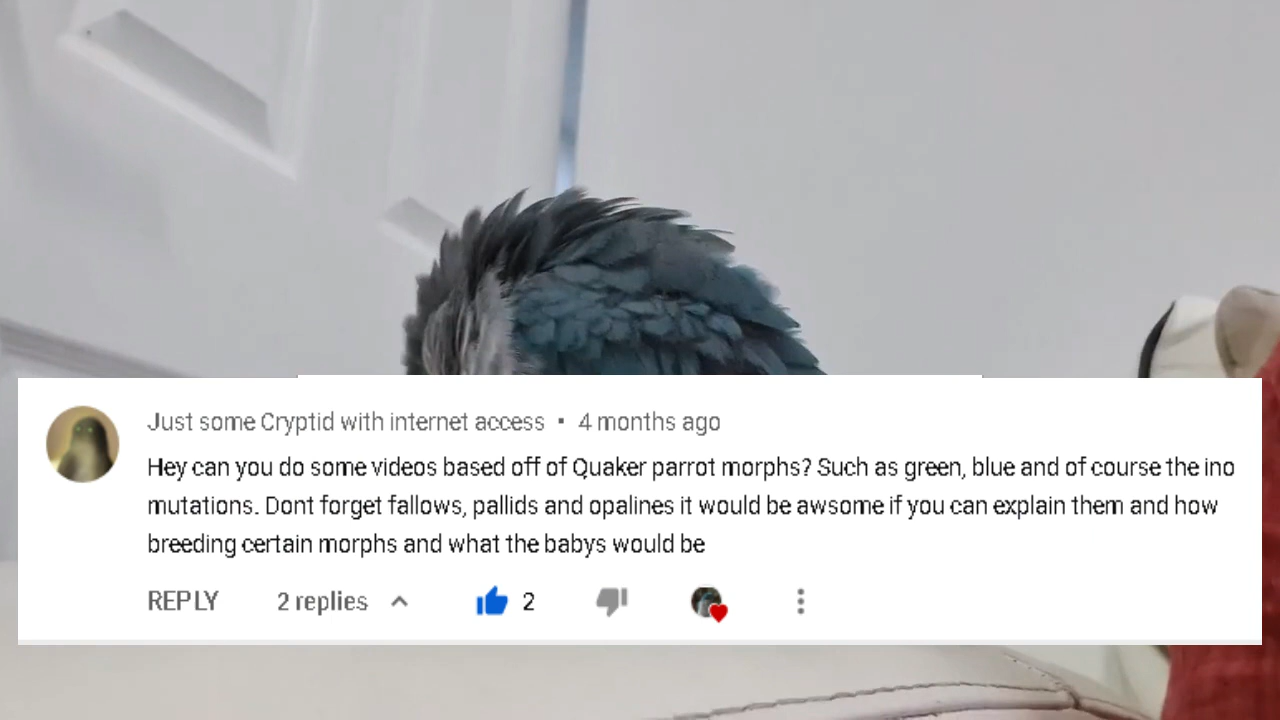 Just some Cryptid with internet access • 4 months ago
Hey can you do some videos based off of Quaker parrot morphs? Such as green, blue and of course the ino
mutations. Dont forget fallows, pallids and opalines it would be awsome if you can explain them and how
breeding certain morphs and what the babys would be
REPLY 2 replies 2